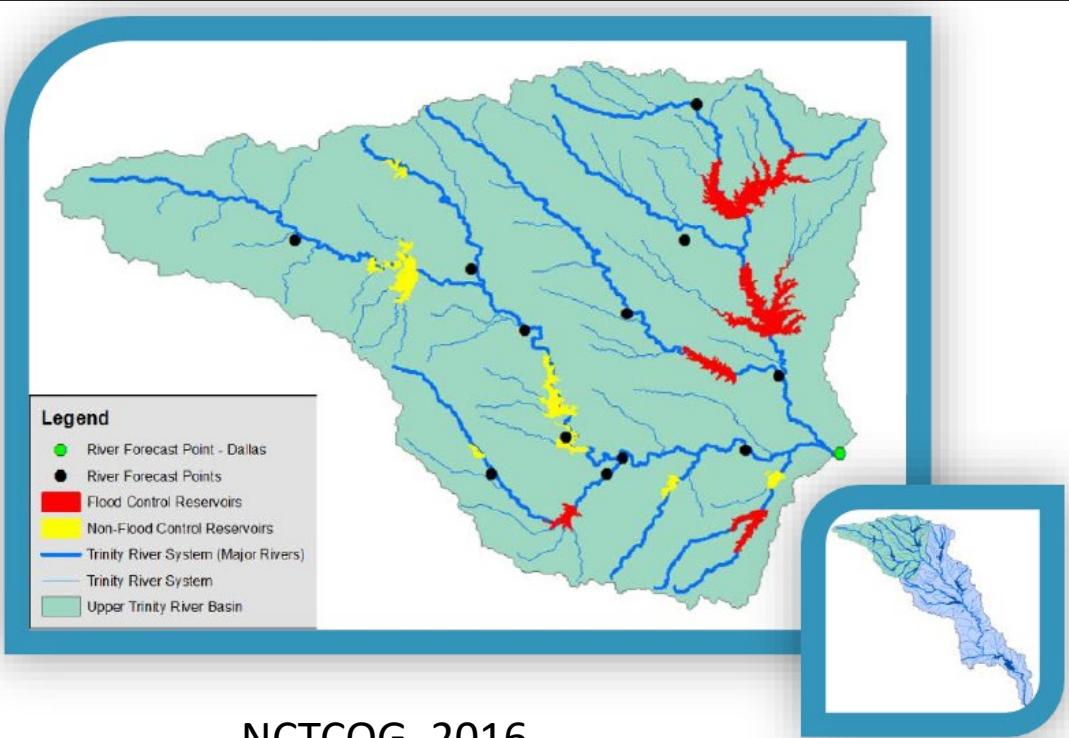 Legend
River Forecast Point - Dallas
River Forecast Points
Flood Control Reservoirs
Non-Flood Control Reservoirs
Trinity River System (Major Rivers)
Trinity River System
Upper Trinity River Basin
NCTCOG, 2016